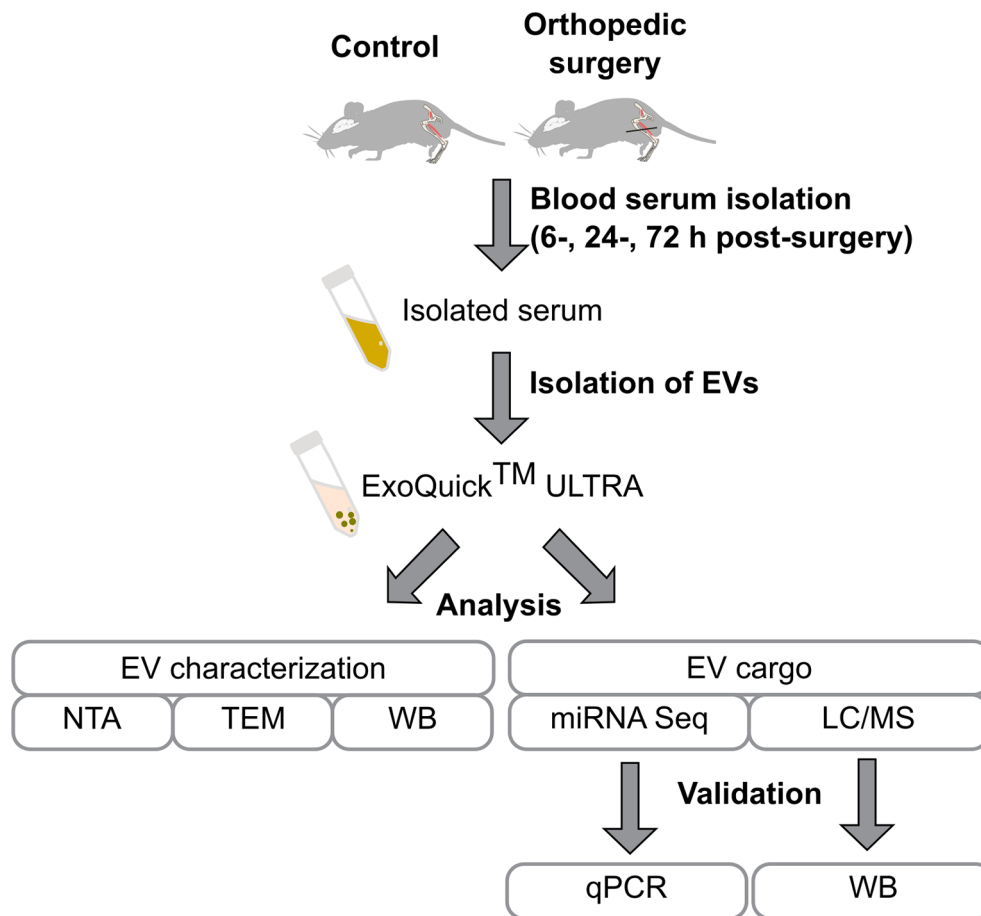 Control
Orthopedic
surgery
Blood serum isolation
(6-, 24-, 72 h post-surgery)
Isolated serum
Isolation of EVs
ExoQuick™ ULTRA
Analysis
EV characterization
EV cargo
NTA
TEM
WB
miRNA Seq
LC/MS
Validation
qPCR
WB